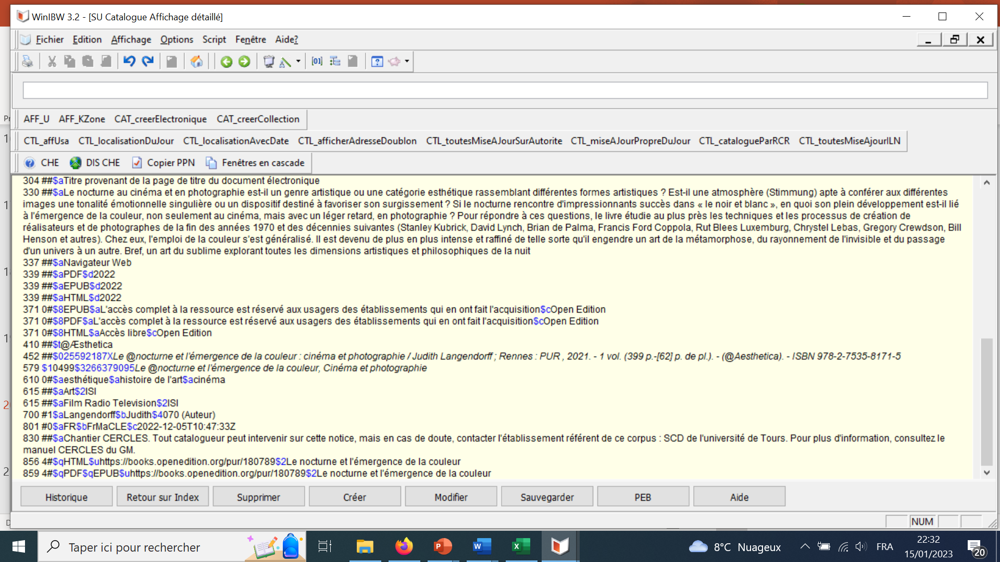 WinIBW 3.2 - [SU Catalogue Affichage détaillé]
Fichier Edition Affichage Options Script Fenêtre Aide?
[01]
AFF_U AFF_KZone CAT_creerElectronique CAT_creerCollection
CTL_affUsa CTL_localisationDuJour CTL_localisationAvecDate CTL_afficherAdresseDoublon CTL_toutesMiseAJourSurAutorite CTL_miseAJourPropreDuJour CTL_catalogueParRCR CTL_toutesMiseAjourILN
CHE DIS CHE Copier PPN Fenêtres en cascade
304 ##$aTitre provenant de la page de titre du document électronique
330 ##$aLe nocturne au cinéma et en photographie est-il un genre artistique ou une catégorie esthétique rassemblant différentes formes artistiques ? Est-il une atmosphère (Stimmung) apte à conférer aux différentes
images une tonalité émotionnelle singulière ou un dispositif destiné à favoriser son surgissement ? Si le nocturne rencontre d'impressionnants succès dans « le noir et blanc », en quoi son plein développement est-il lié
à l'émergence de la couleur, non seulement au cinéma, mais avec un léger retard, en photographie ? Pour répondre à ces questions, le livre étudie au plus près les techniques et les processus de création de
réalisateurs et de photographes de la fin des années 1970 et des décennies suivantes (Stanley Kubrick, David Lynch, Brian de Palma, Francis Ford Coppola, Rut Blees Luxemburg, Chrystel Lebas, Gregory Crewdson, Bill
Henson et autres). Chez eux, l'emploi de la couleur s'est généralisé. Il est devenu de plus en plus intense et raffiné de telle sorte qu'il engendre un art de la métamorphose, du rayonnement de l'invisible et du passage
d'un univers à un autre. Bref, un art du sublime explorant toutes les dimensions artistiques et philosophiques de la nuit
337 ##$aNavigateur Web
339 ##$aPDF$d2022
339 ##$aEPUB$d2022
339 ##$aHTML$d2022
371 0#$8EPUB$aL'accès complet à la ressource est réservé aux usagers des établissements qui en ont fait l'acquisition$cOpen Edition
371 0#$8PDF$aL'accès complet à la ressource est réservé aux usagers des établissements qui en ont fait l'acquisition$cOpen Edition
371 0#$8HTML$aAccès libre$cOpen Edition
410 ##$t@Æsthetica
452 ##$025592187XLe @nocturne et l'émergence de la couleur : cinéma et photographie / Judith Langendorff ; Rennes : PUR , 2021. - 1 vol. (399 p.-[62] p. de pl.). - (@Aesthetica). - ISBN 978-2-7535-8171-5
579 $10499$3266379095Le @nocturne et l'émergence de la couleur, Cinéma et photographie
610 0#$aesthétique$ahistoire de l'art$acinéma
615 ##$aArt$2ISI
615 ##$aFilm Radio Television$2ISI
700 #1$aLangendorff$bJudith$4070 (Auteur)
801 #0$aFR$bFrMaCLE$c2022-12-05T10:47:33Z
830 ##$aChantier CERCLES. Tout catalogueur peut intervenir sur cette notice, mais en cas de doute, contacter l'établissement référent de ce corpus : SCD de l'université de Tours. Pour plus d'information, consultez le
manuel CERCLES du GM.
856 4#$qHTML$uhttps://books.openedition.org/pur/180789$2Le nocturne et l'émergence de la couleur
859 4#$qPDF$qEPUB$uhttps://books.openedition.org/pur/180789$2Le nocturne et l'émergence de la couleur
Historique Retour sur Index Supprimer Créer Modifier Sauvegarder PEB Aide
NUM
Taper ici pour rechercher
8°C Nuageux
FRA
22:32
15/01/2023
20